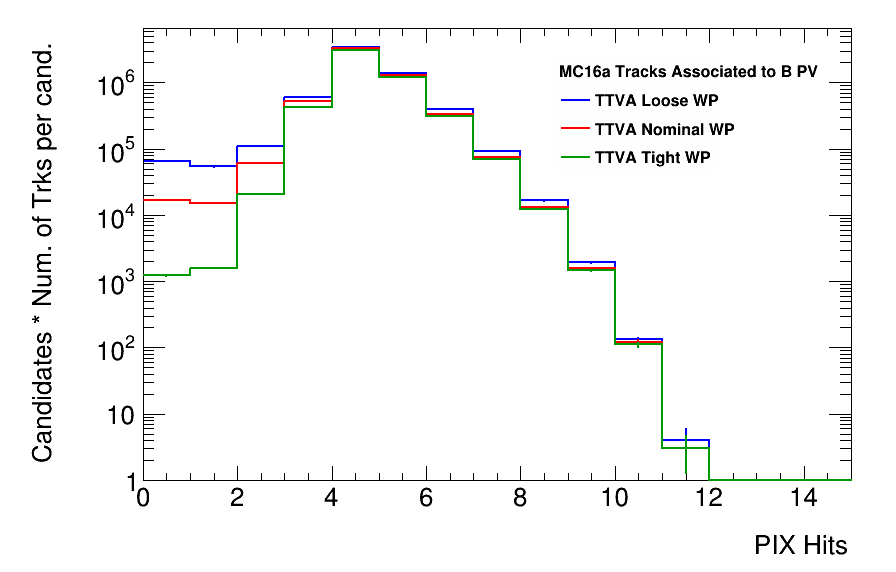 Candidates * Num. of Trks per cand.
MC16a Tracks Associated to B PV
TTVA Loose WP
TTVA Nominal WP
TTVA Tight WP
10^6
10^5
10^4
10^3
10^2
10
1
0 2 4 6 8 10 12 14
PIX Hits